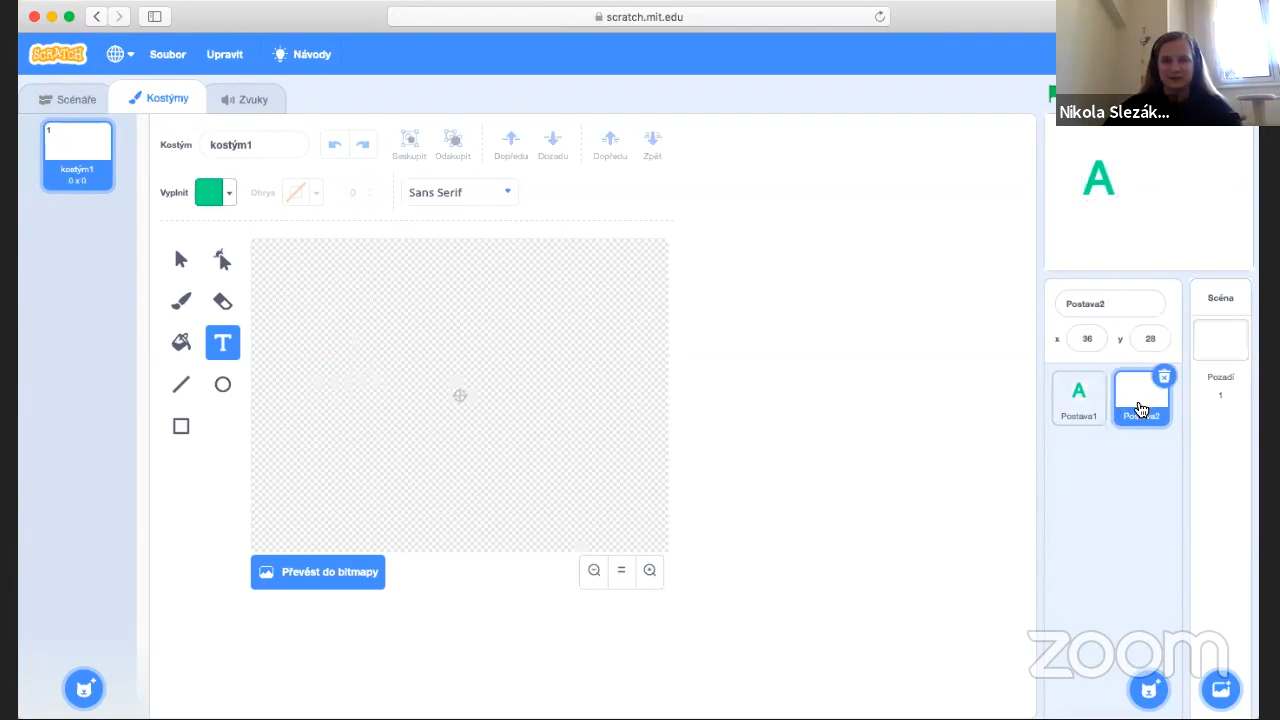 scratch.mit.edu
SCRATCH
Soubor
Upravit
Návody
Nikola Slezák...
Scénáře
Kostýmy
Zvuky
1
kostým1
0 x 0
Kostým
kostým1
Seskupit
Odskupit
Dopředu
Dozadu
Dopředu
Zpět
Vyplnit
Obrys
0
Sans Serif
T
Převést do bitmapy
A
Postava2
x
36
y
28
A
Postava1
Scéna
Pozadí
1
zoom